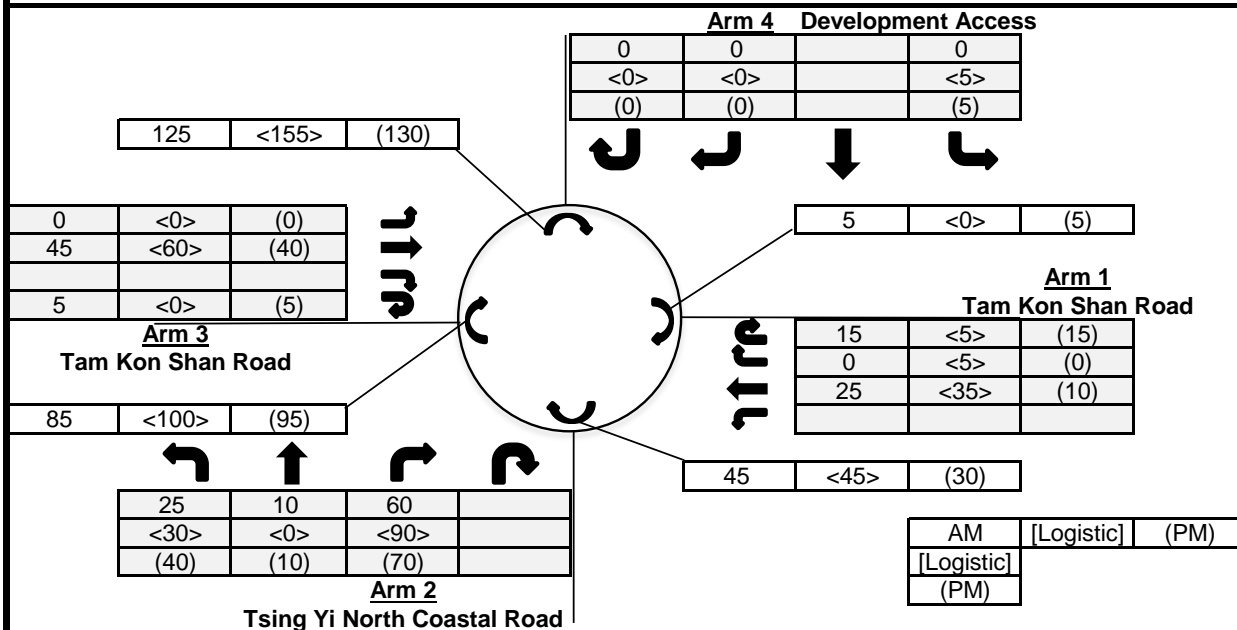 Arm 4 Development Access
0 0 0
<0> <0> <5>
(0) (0) (5)
125 <155> (130)
0 <0> (0)
45 <60> (40)
5 <0> (5)
Arm 3
Tam Kon Shan Road
5 <0> (5)
Arm 1
Tam Kon Shan Road
15 <5> (15)
0 <5> (0)
25 <35> (10)
85 <100> (95)
45 <45> (30)
25 10 60
<30> <0> <90>
(40) (10) (70)
Arm 2
Tsing Yi North Coastal Road
AM [Logistic] (PM)
[Logistic]
(PM)